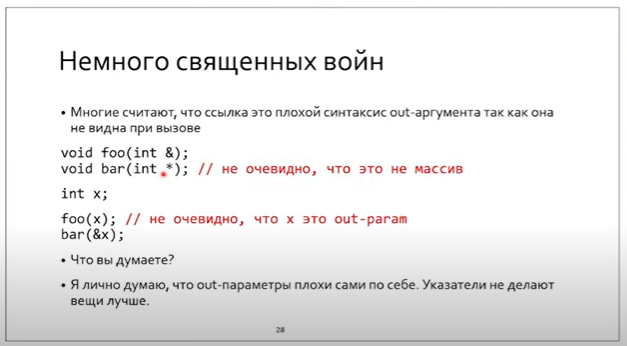 Немного священных войн
• Многие считают, что ссылка это плохой синтаксис out-аргумента так как она
не видна при вызове
void foo(int &);
void bar(int *); // не очевидно, что это не массив
int x;
foo(x); // не очевидно, что x это out-param
bar(&x);
• Что вы думаете?
• Я лично думаю, что out-параметры плохи сами по себе. Указатели не делают
вещи лучше.
28